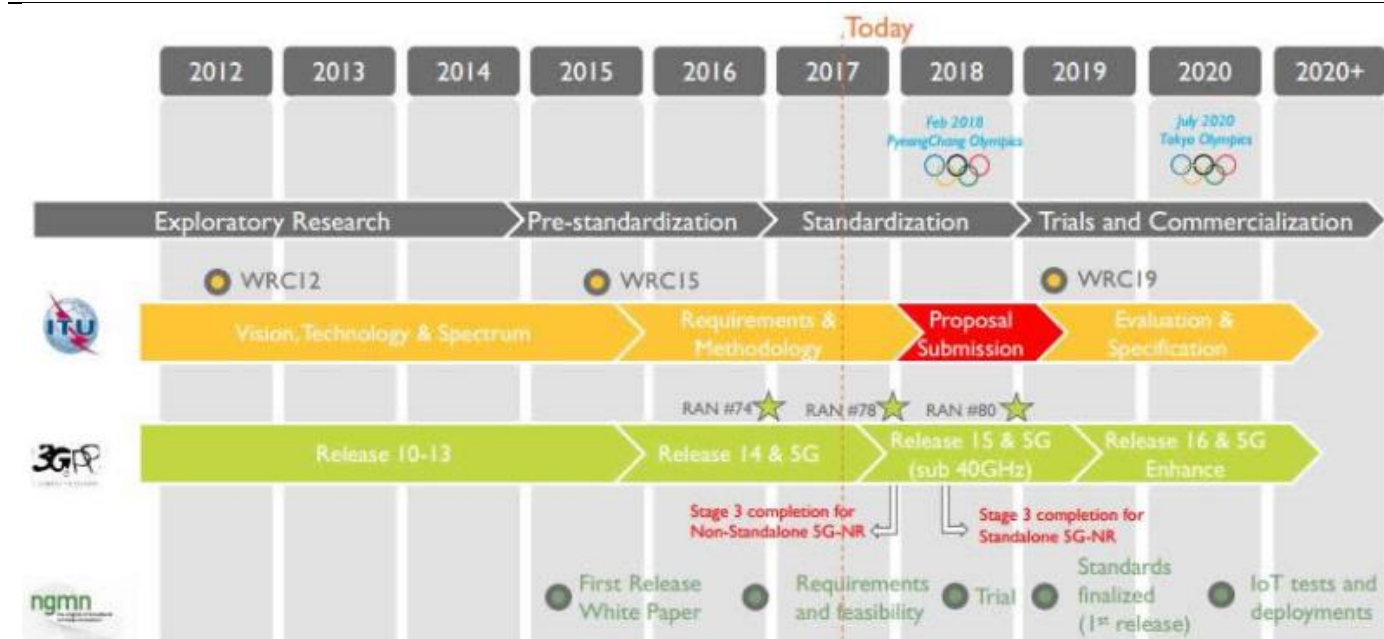 Today
2012 2013 2014 2015 2016 2017 2018 2019 2020 2020+
Feb 2018
PyeongChang Olympics
July 2020
Tokyo Olympics
Exploratory Research Pre-standardization Standardization Trials and Commercialization
WRC12 WRC15 WRC19
ITU
Vision, Technology & Spectrum
Requirements &
Methodology
Proposal
Submission
Evaluation &
Specification
RAN #74 RAN #78 RAN #80
3GPP
Release 10-13
Release 14 & 5G
Release 15 & 5G
(sub 40GHz)
Release 16 & 5G
Enhance
Stage 3 completion for
Non-Standalone 5G-NR
Stage 3 completion for
Standalone 5G-NR
ngmn
First Release
White Paper
Requirements
and feasibility
Trial
Standards
finalized
(1st release)
IoT tests and
deployments